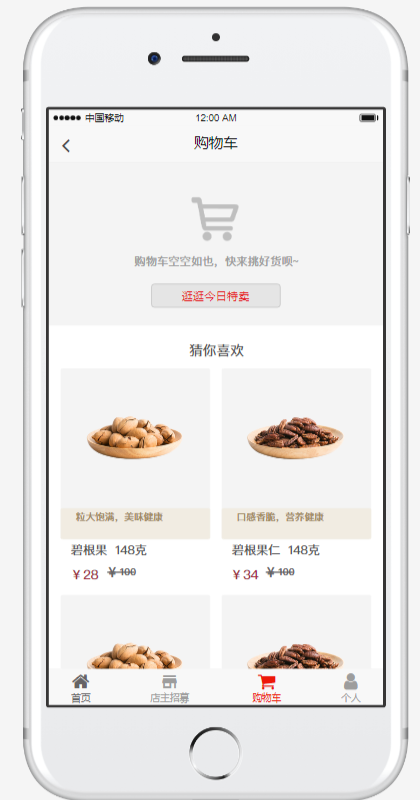 中国移动 12:00 AM
购物车
购物车空空如也，快来挑好货呗~
逛逛今日特卖
猜你喜欢
粒大饱满，美味健康 口感香脆，营养健康
碧根果 148克 碧根果仁 148克
￥28 ￥100 ￥34 ￥100
首页 店主招募 购物车 个人